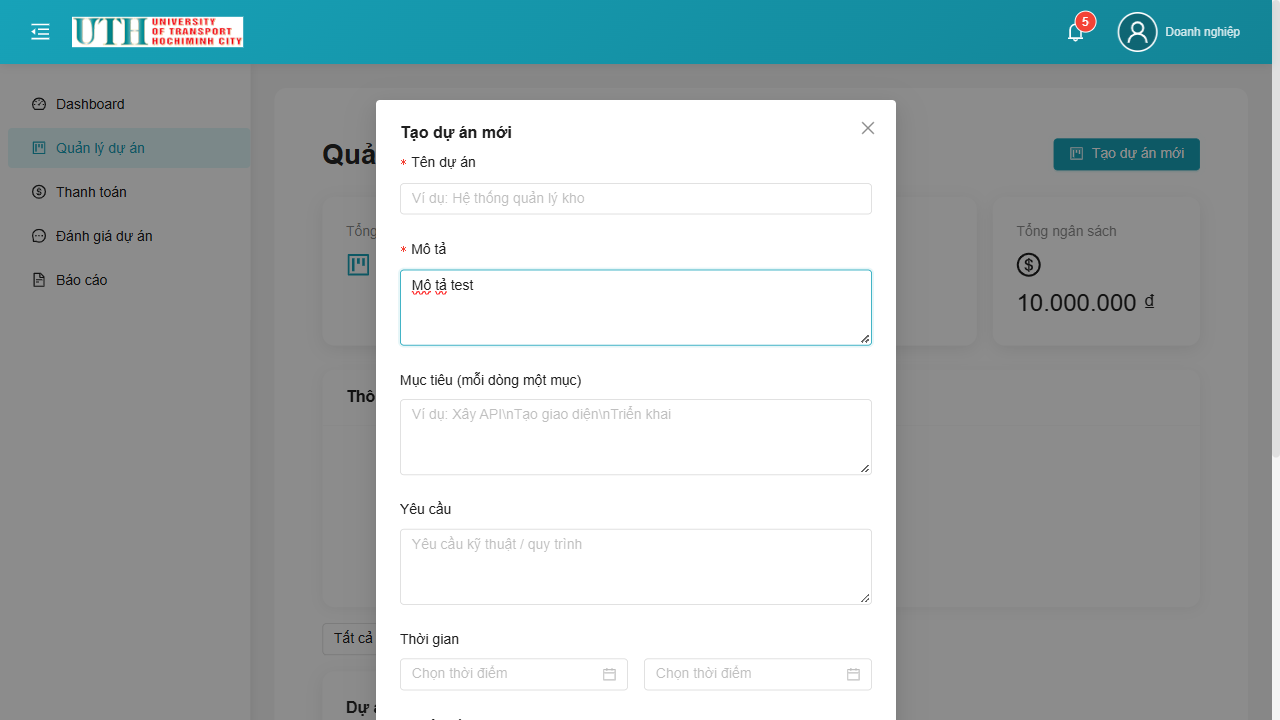 UTH UNIVERSITY
OF TRANSPORT
HOCHIMINH CITY
5
Doanh nghiệp
Dashboard
Quản lý dự án
Thanh toán
Đánh giá dự án
Báo cáo
Tạo dự án mới
Tổng ngân sách
10.000.000 ₫
Tất cả
Tạo dự án mới
* Tên dự án
Ví dụ: Hệ thống quản lý kho
* Mô tả
Mô tả test
Mục tiêu (mỗi dòng một mục)
Ví dụ: Xây API\nTạo giao diện\nTriển khai
Yêu cầu
Yêu cầu kỹ thuật / quy trình
Thời gian
Chọn thời điểm
Chọn thời điểm